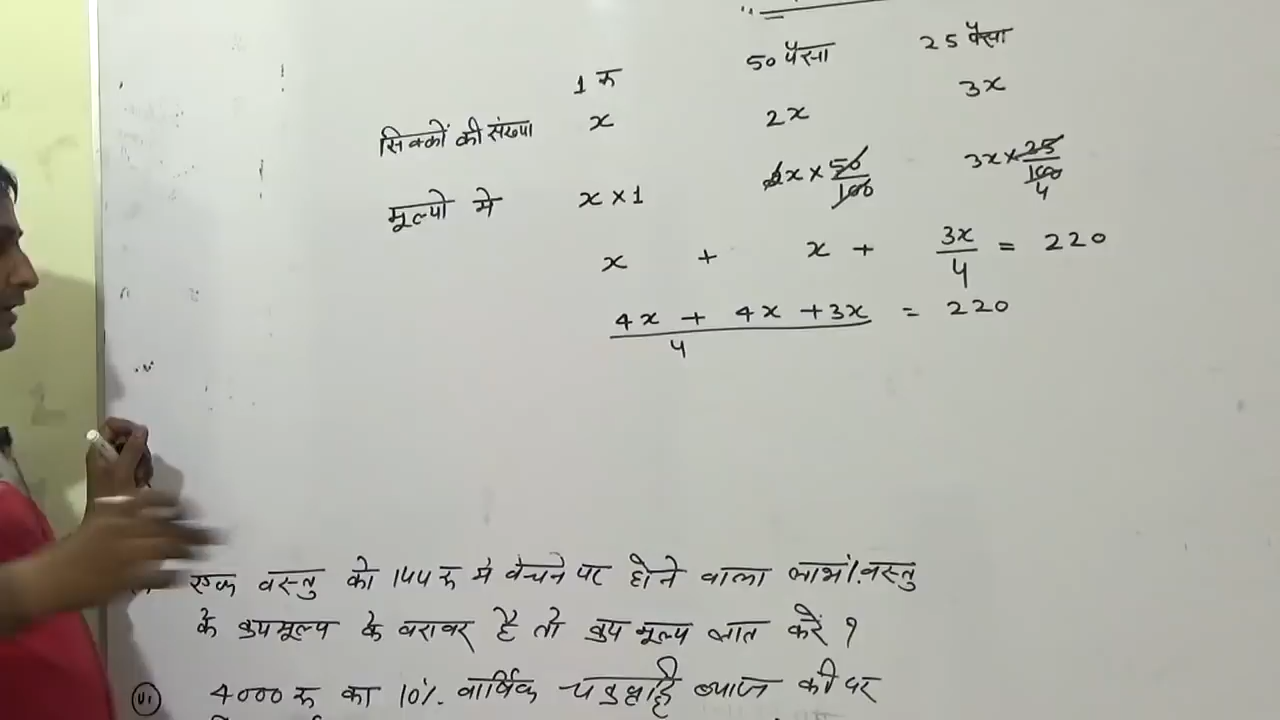 1 रु 50 पैसा 25 पैसा
सिक्कों की संख्या x 2x 3x
मूल्यो मे x × 1 2x × 50/100 3x × 25/100 4
x + x + 3x/4 = 220
4x + 4x + 3x / 4 = 220
एक वस्तु को 144 रु मे बेचने पर होने वाला लाभ% वस्तु
के क्रयमूल्य के बराबर है तो क्रय मूल्य ज्ञात करें ?
4000 रु का 10% वार्षिक चक्रवृद्धि ब्याज की दर